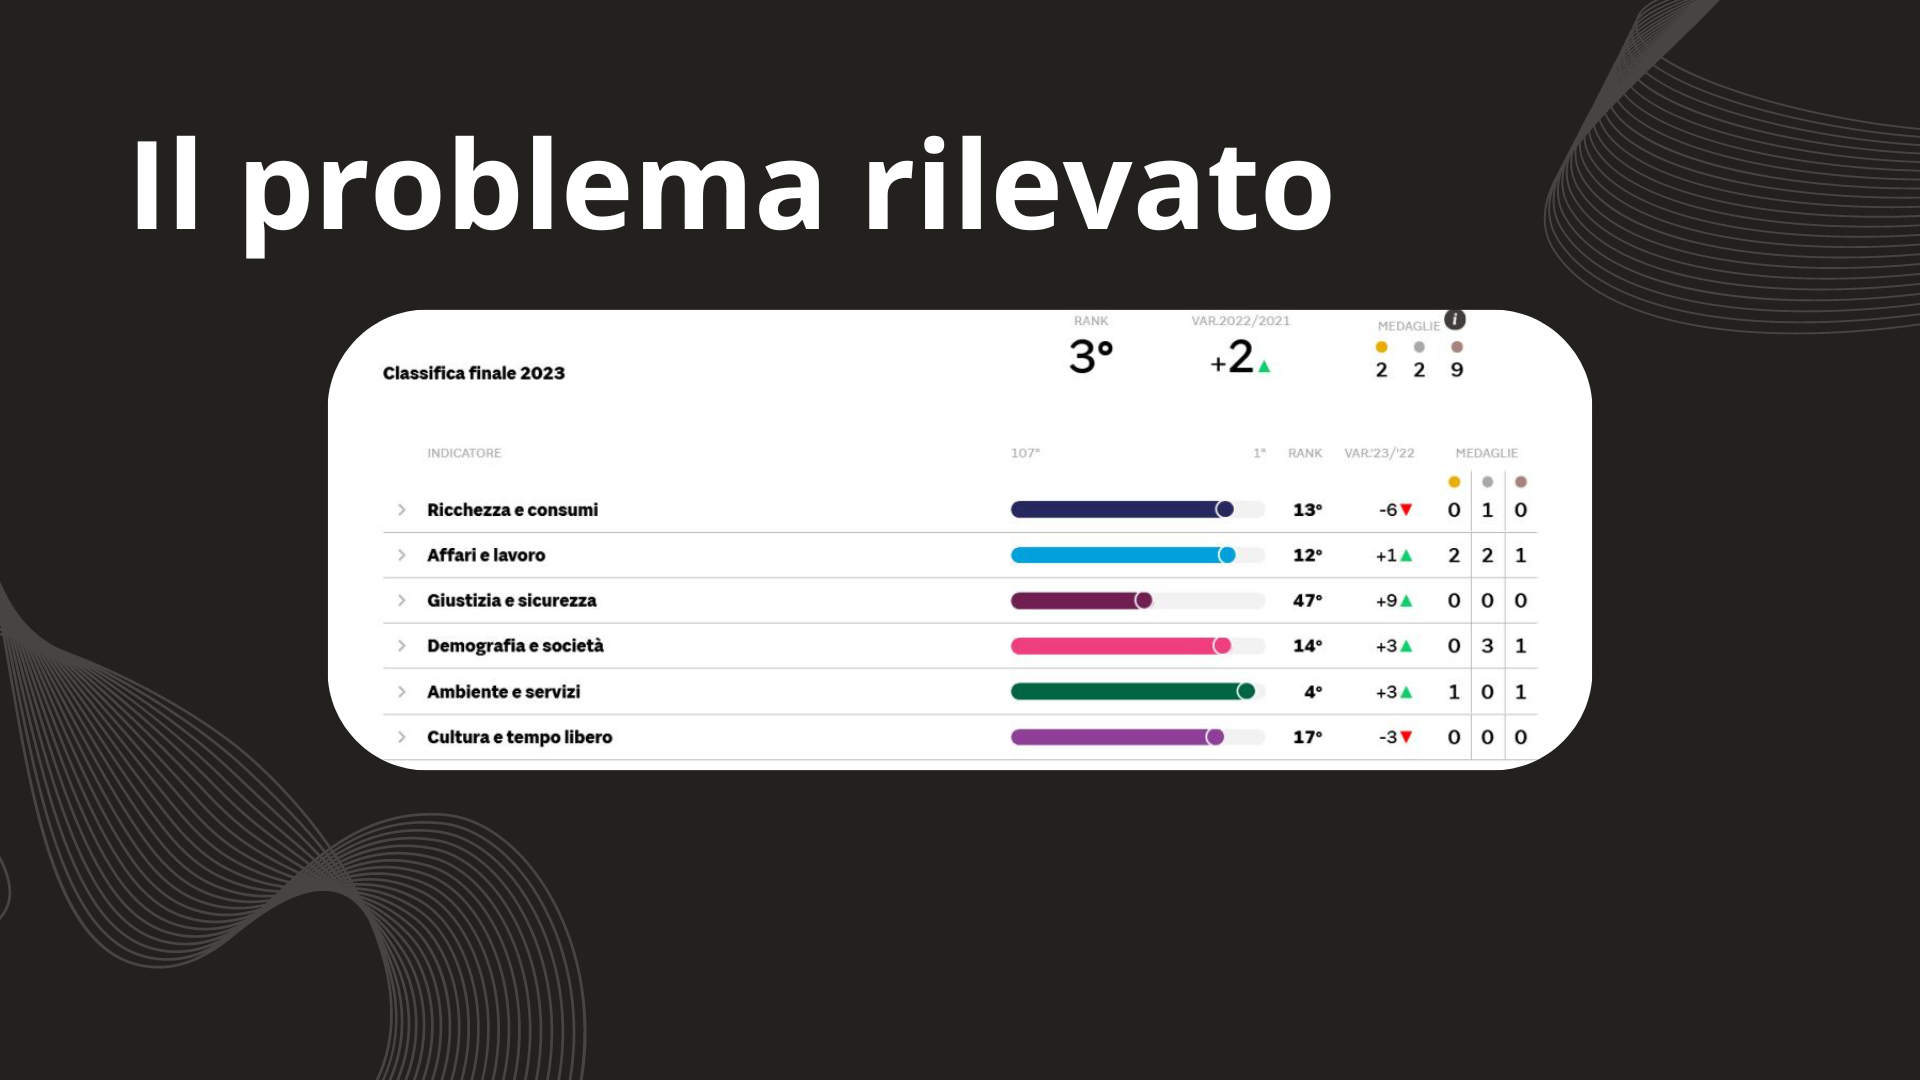 Il problema rilevato
RANK VAR.2022/2021 MEDAGLIE i
Classifica finale 2023 3° +2▲ 2 2 9
INDICATORE 107° 1° RANK VAR.'23/'22 MEDAGLIE
Ricchezza e consumi 13° -6▼ 0 1 0
Affari e lavoro 12° +1▲ 2 2 1
Giustizia e sicurezza 47° +9▲ 0 0 0
Demografia e società 14° +3▲ 0 3 1
Ambiente e servizi 4° +3▲ 1 0 1
Cultura e tempo libero 17° -3▼ 0 0 0